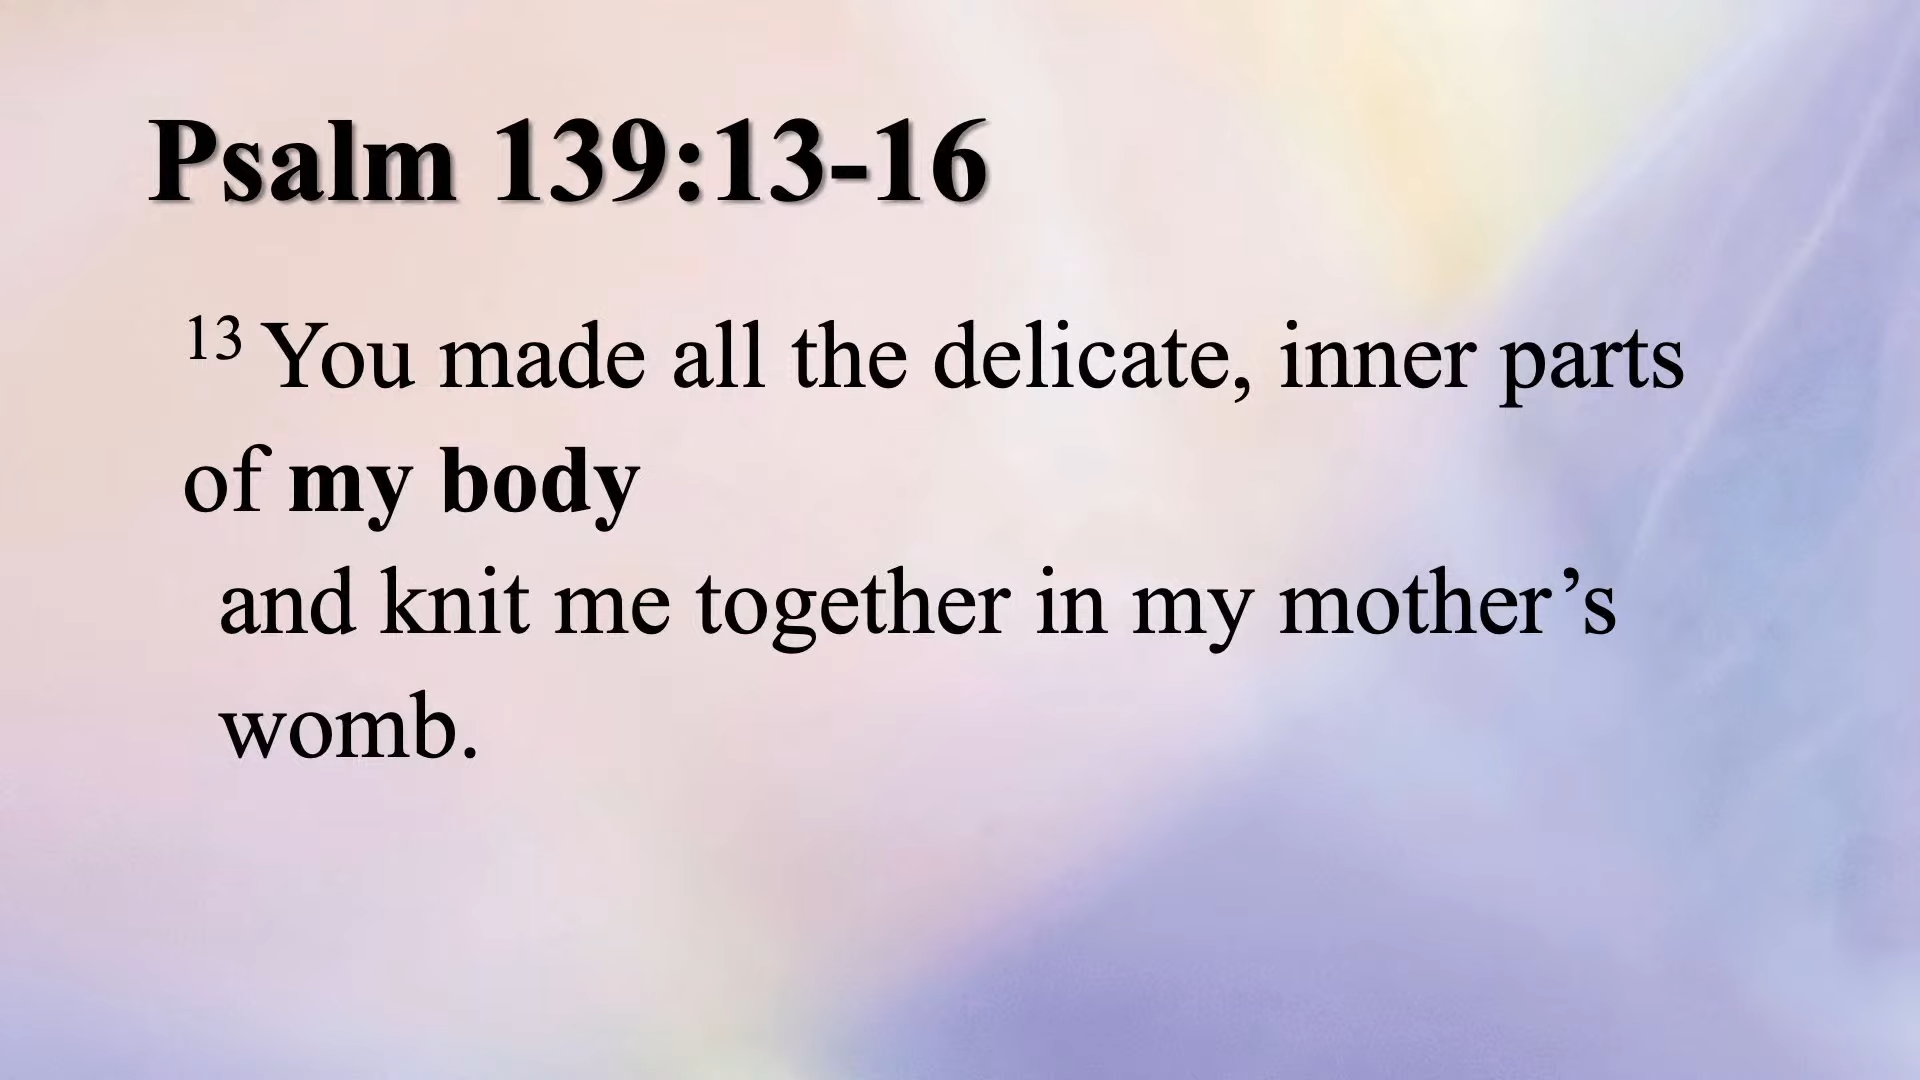 Psalm 139:13-16
13 You made all the delicate, inner parts
of my body
and knit me together in my mother’s
womb.